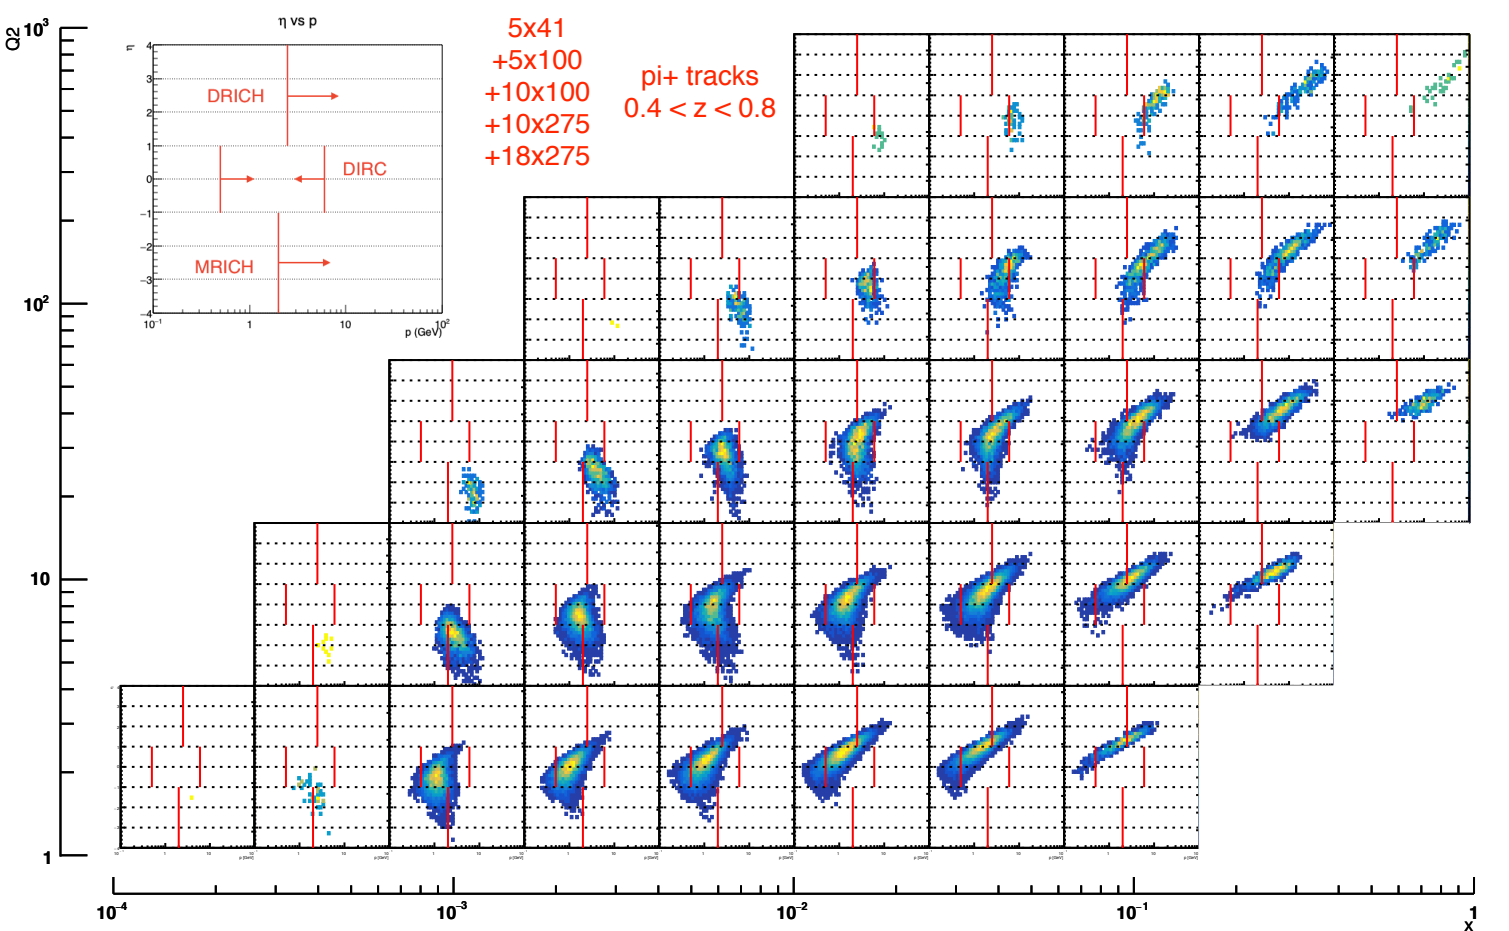 Q2
10³
10²
10
1
η vs p
η
4
3
2
1
0
−1
−2
−3
−4
DRICH
DIRC
MRICH
10⁻¹
1
10
10²
p (GeV)
5x41
+5x100
+10x100
+10x275
+18x275
pi+ tracks
0.4 < z < 0.8
10⁻⁴
10⁻³
10⁻²
10⁻¹
1
x